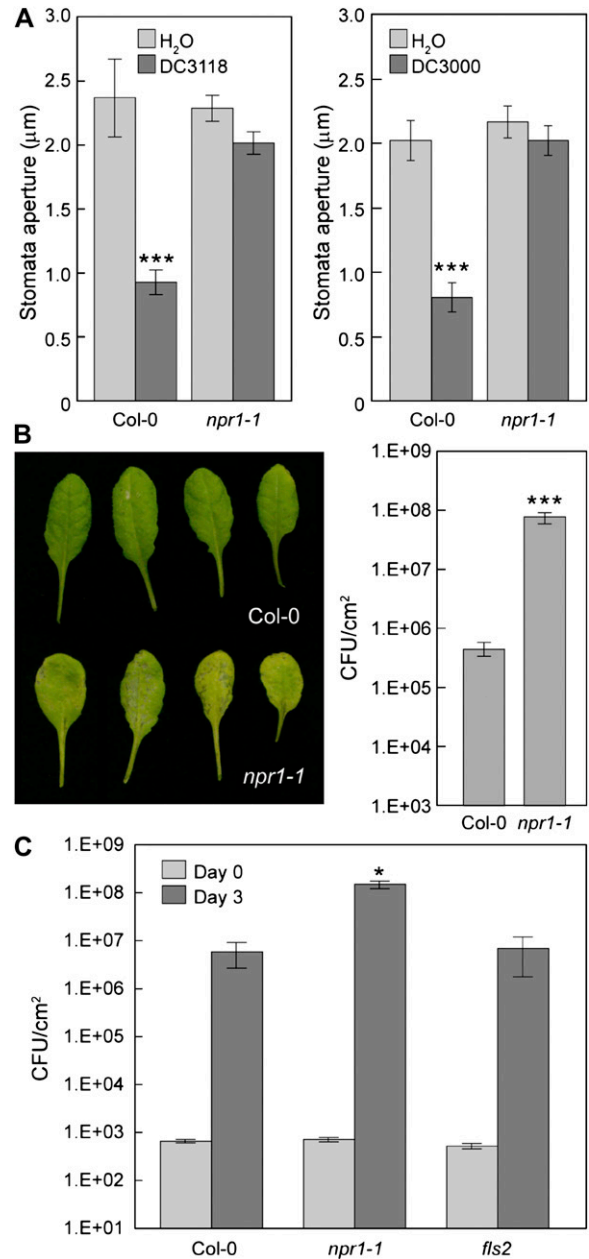 A
Stomata aperture (μm)
3.0
2.5
2.0
1.5
1.0
0.5
0
H₂O
DC3118
***
Col-0
npr1-1
Stomata aperture (μm)
3.0
2.5
2.0
1.5
1.0
0.5
0
H₂O
DC3000
***
Col-0
npr1-1
B
Col-0
npr1-1
CFU/cm²
1.E+09
1.E+08
1.E+07
1.E+06
1.E+05
1.E+04
1.E+03
***
Col-0
npr1-1
C
CFU/cm²
1.E+09
1.E+08
1.E+07
1.E+06
1.E+05
1.E+04
1.E+03
1.E+02
1.E+01
Day 0
Day 3
*
Col-0
npr1-1
fls2